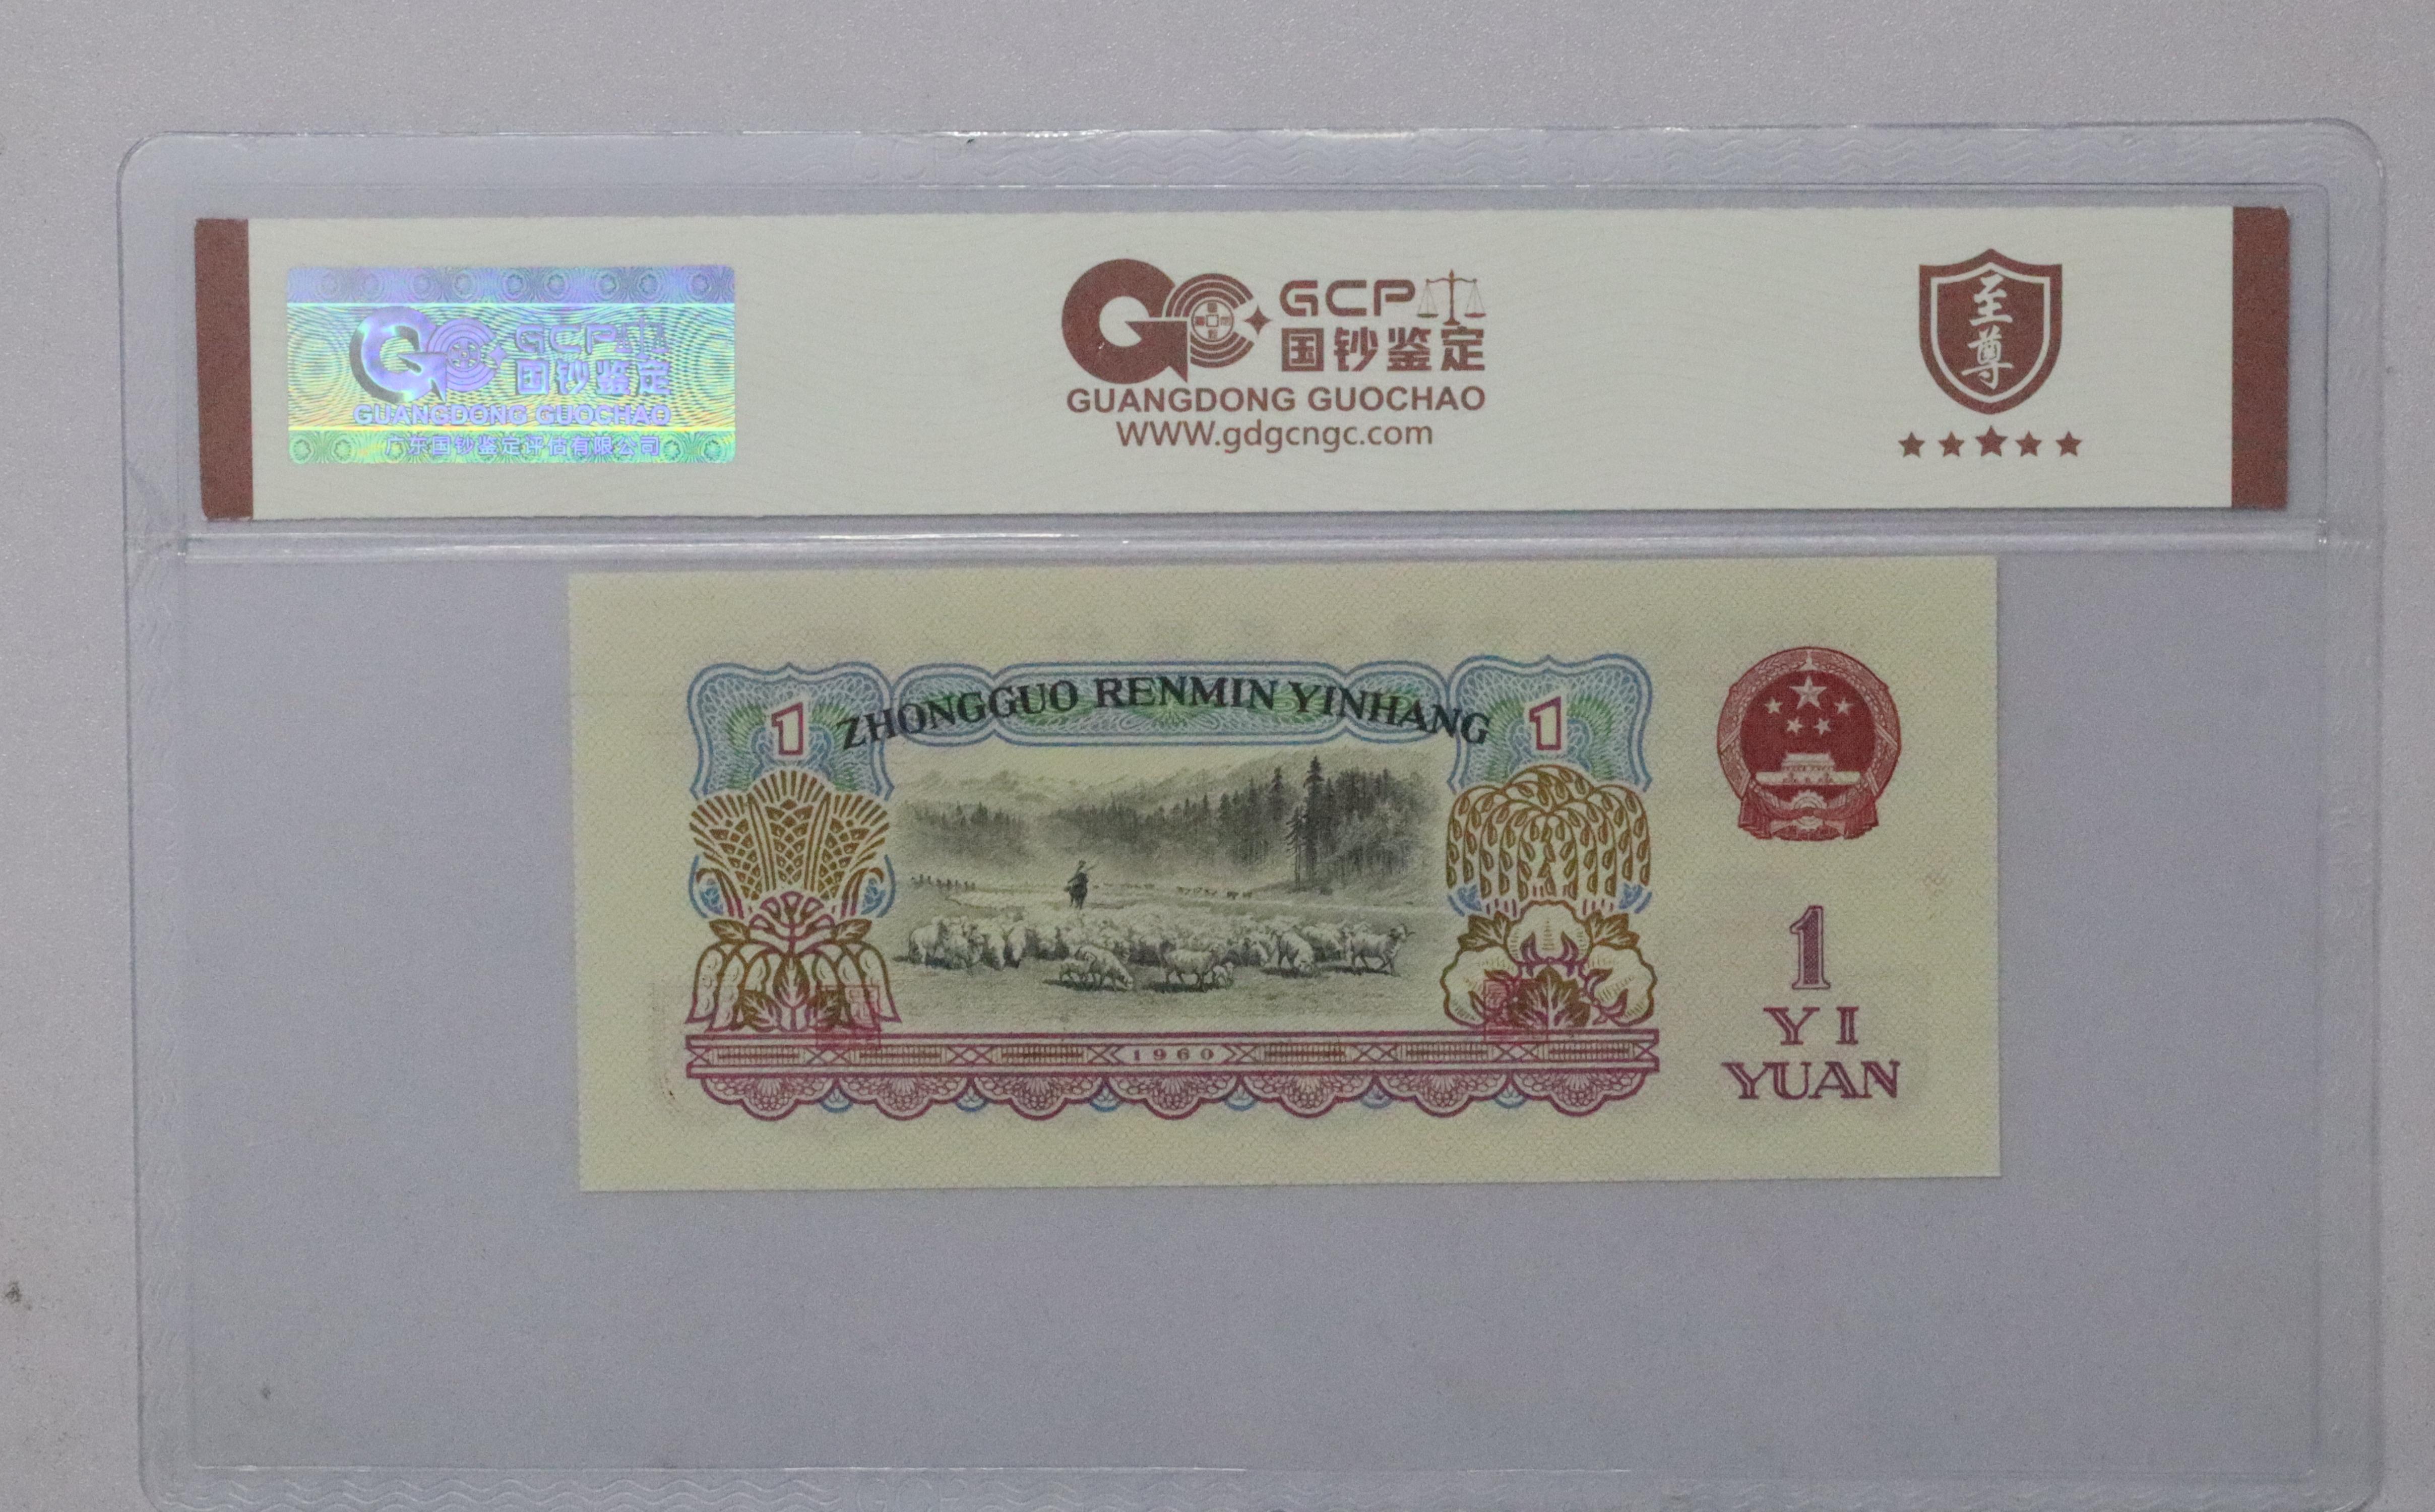 GCP
国钞鉴定
GUANGDONG GUOCHAO
广东国钞鉴定评估有限公司
GCP
国钞鉴定
GUANGDONG GUOCHAO
WWW.gdgcngc.com
至尊
ZHONGGUO RENMIN YINHANG
1
1
1
YI
YUAN
1960